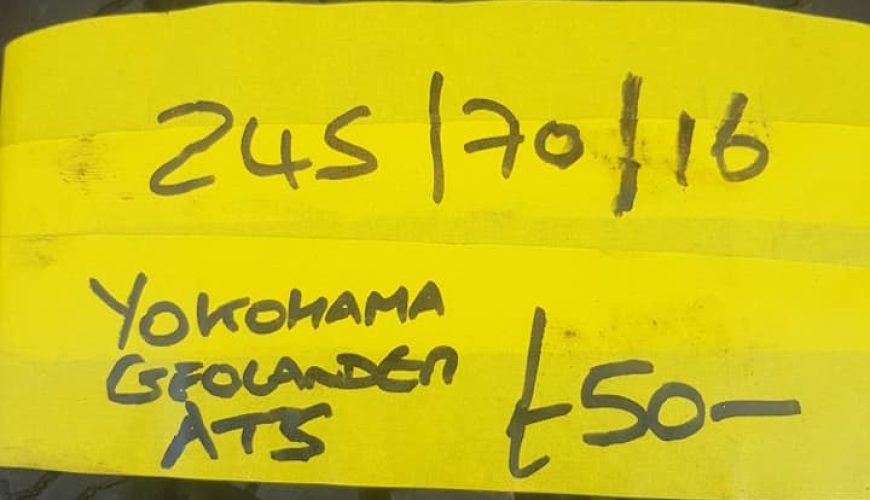 245/70/16
YOKOHAMA
GEOLANDER
ATS
£50-